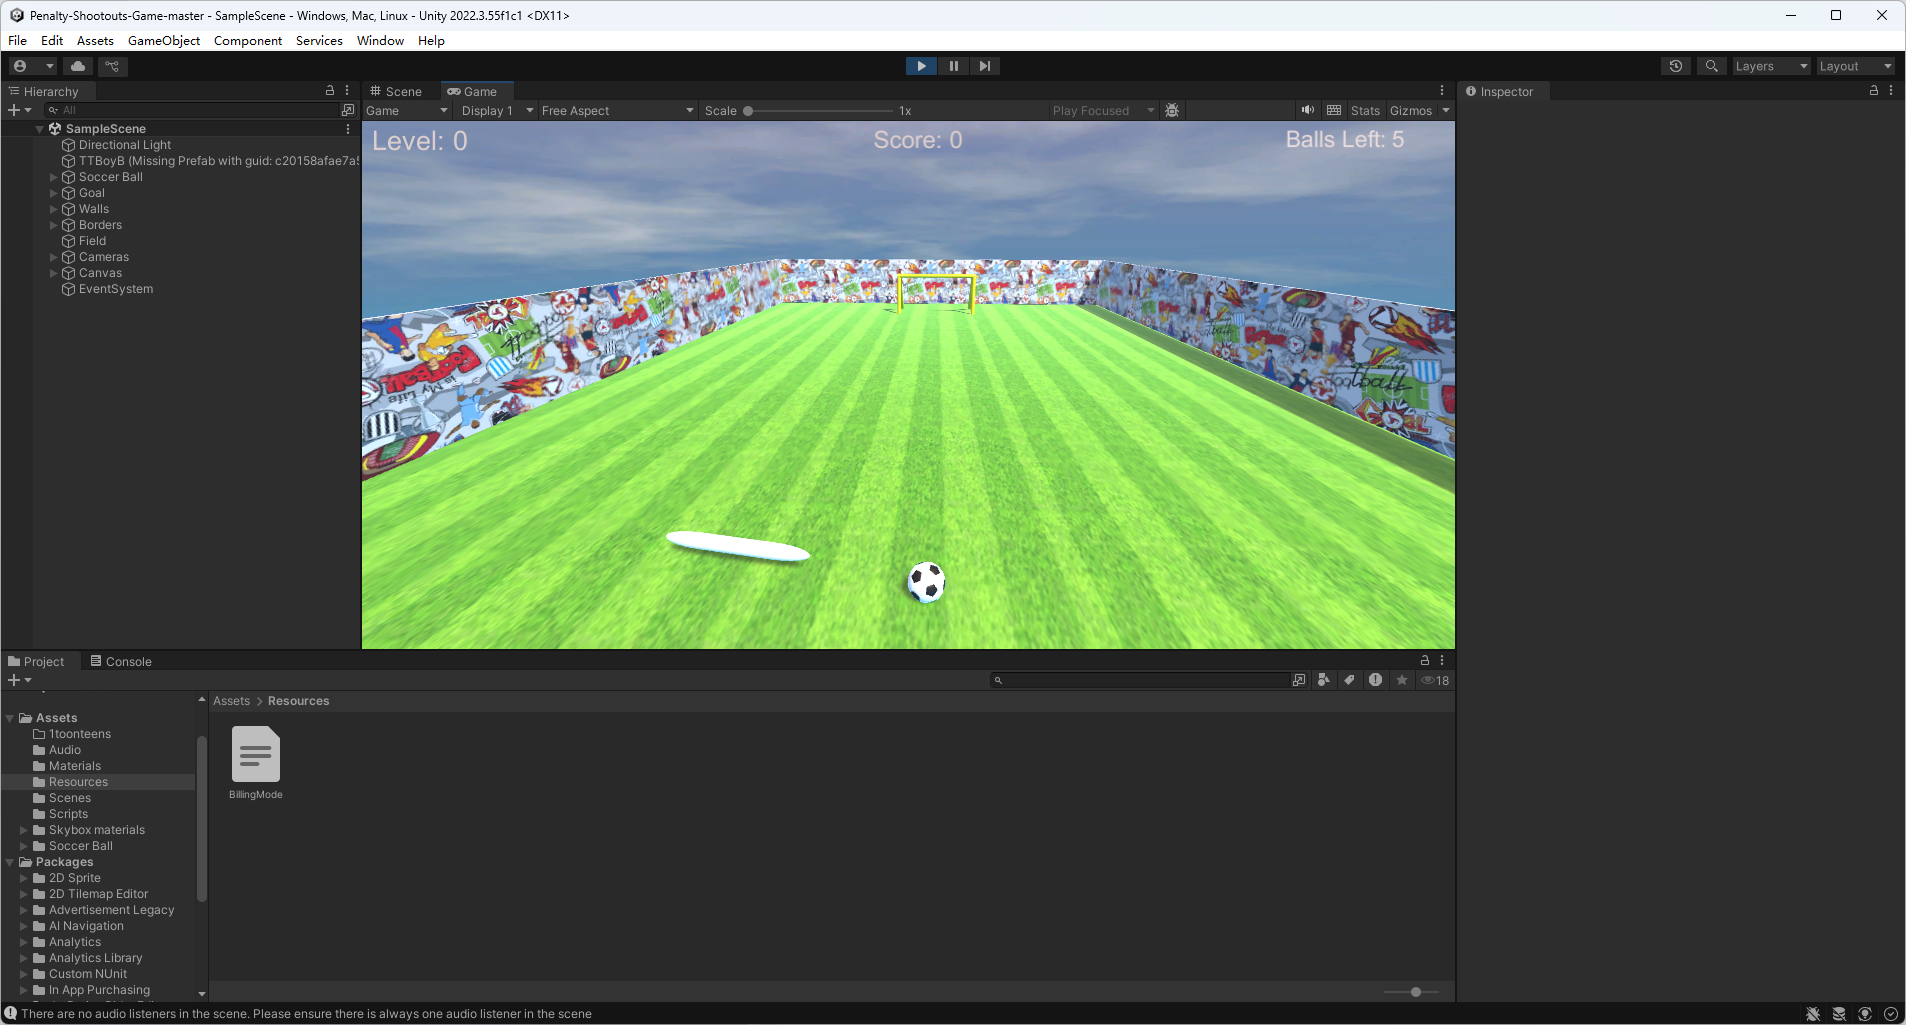 Penalty-Shootouts-Game-master - SampleScene - Windows, Mac, Linux - Unity 2022.3.55f1c1 <DX11>
File Edit Assets GameObject Component Services Window Help
Layers Layout
Hierarchy
All
SampleScene
Directional Light
TTBoyB (Missing Prefab with guid: c20158afae7a5
Soccer Ball
Goal
Walls
Borders
Field
Cameras
Canvas
EventSystem
Scene Game
Game Display 1 Free Aspect Scale 1x Play Focused Stats Gizmos
Level: 0 Score: 0 Balls Left: 5
Inspector
Project Console
18
Assets
1toonteens
Audio
Materials
Resources
Scenes
Scripts
Skybox materials
Soccer Ball
Packages
2D Sprite
2D Tilemap Editor
Advertisement Legacy
AI Navigation
Analytics
Analytics Library
Custom NUnit
In App Purchasing
Assets > Resources
BillingMode
There are no audio listeners in the scene. Please ensure there is always one audio listener in the scene